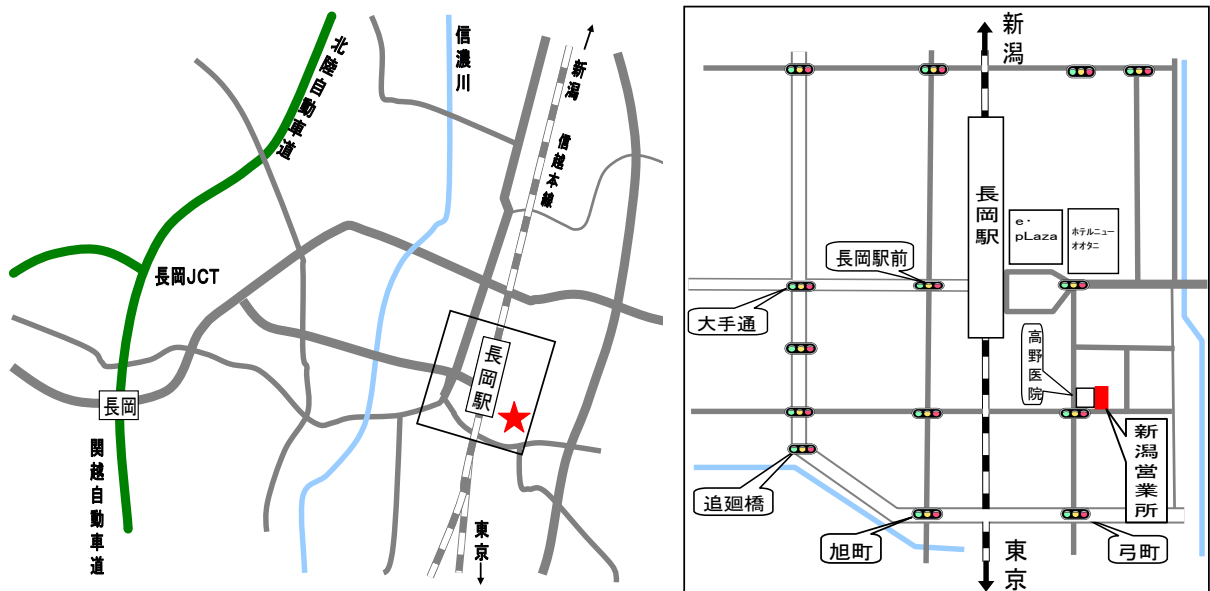 北陸自動車道
信濃川
新潟
信越本線
長岡JCT
長岡
長岡駅
関越自動車道
東京
新潟
長岡駅
e・
pLaza
ホテルニュー
オオタニ
長岡駅前
大手通
高野医院
新潟営業所
追廻橋
旭町
弓町
東京